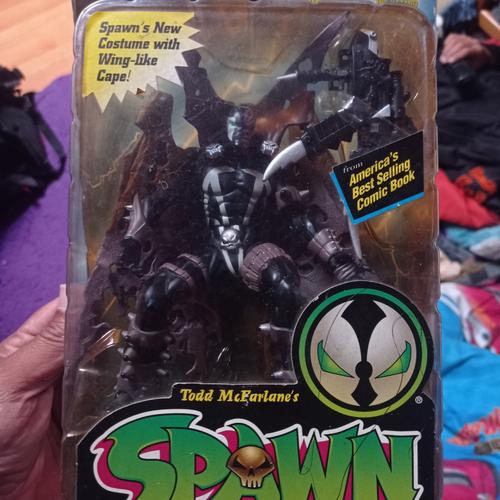 Spawn's New
Costume with
Wing-like
Cape!
from
America's
Best Selling
Comic Book
Todd McFarlane's
®
SPAWN